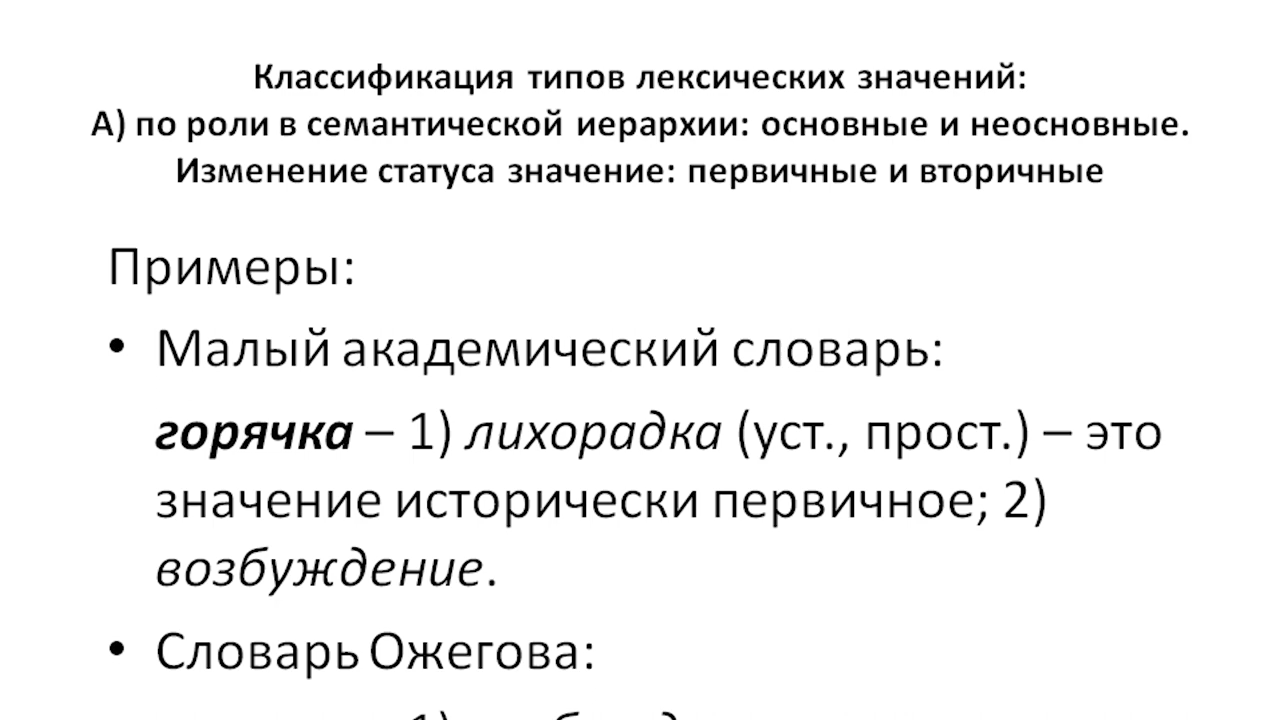 Классификация типов лексических значений:
А) по роли в семантической иерархии: основные и неосновные.
Изменение статуса значение: первичные и вторичные
Примеры:
• Малый академический словарь:
горячка – 1) лихорадка (уст., прост.) – это
значение исторически первичное; 2)
возбуждение.
• Словарь Ожегова:
1)